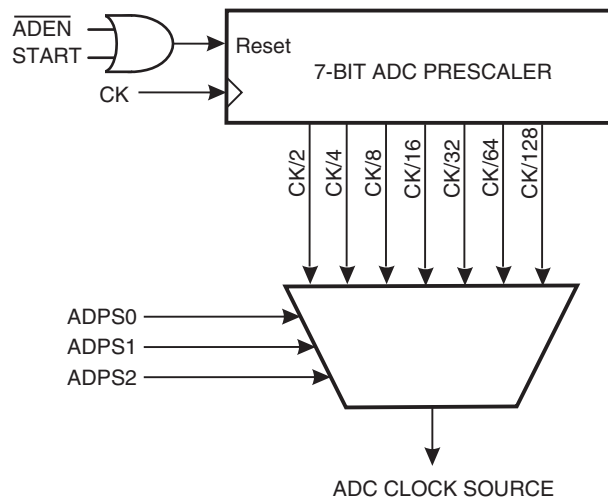 ADEN
START
Reset
7-BIT ADC PRESCALER
CK
CK/2
CK/4
CK/8
CK/16
CK/32
CK/64
CK/128
ADPS0
ADPS1
ADPS2
ADC CLOCK SOURCE